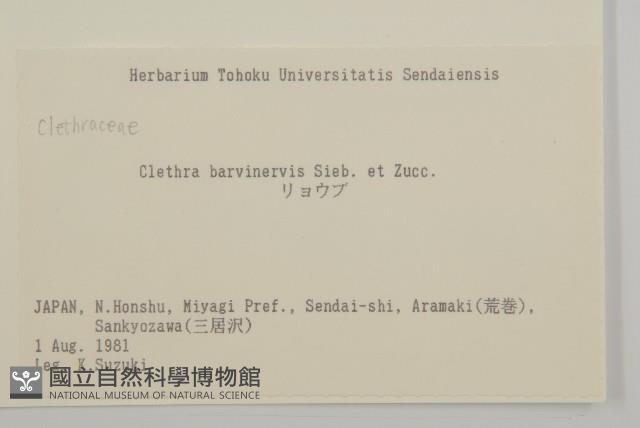 Herbarium Tohoku Universitatis Sendaiensis
Clethraceae
Clethra barvinervis Sieb. et Zucc.
リョウブ
JAPAN, N.Honshu, Miyagi Pref., Sendai-shi, Aramaki(荒巻),
Sankyozawa(三居沢)
1 Aug. 1981
Leg. K.Suzuki
國立自然科學博物館
NATIONAL MUSEUM OF NATURAL SCIENCE